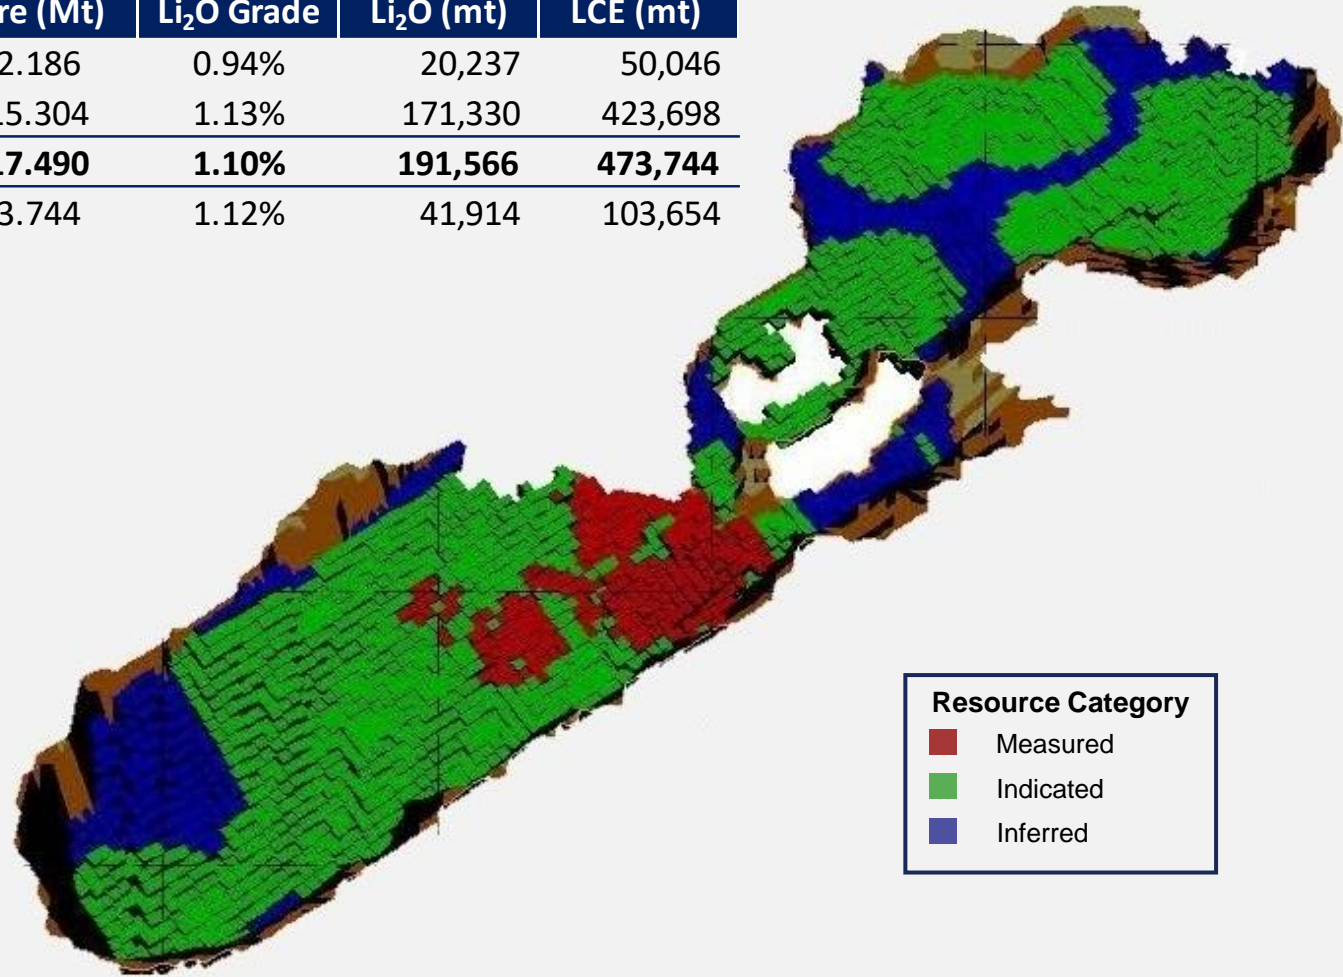 re (Mt) Li₂O Grade Li₂O (mt) LCE (mt)
2.186 0.94% 20,237 50,046
5.304 1.13% 171,330 423,698
7.490 1.10% 191,566 473,744
3.744 1.12% 41,914 103,654
Resource Category
Measured
Indicated
Inferred